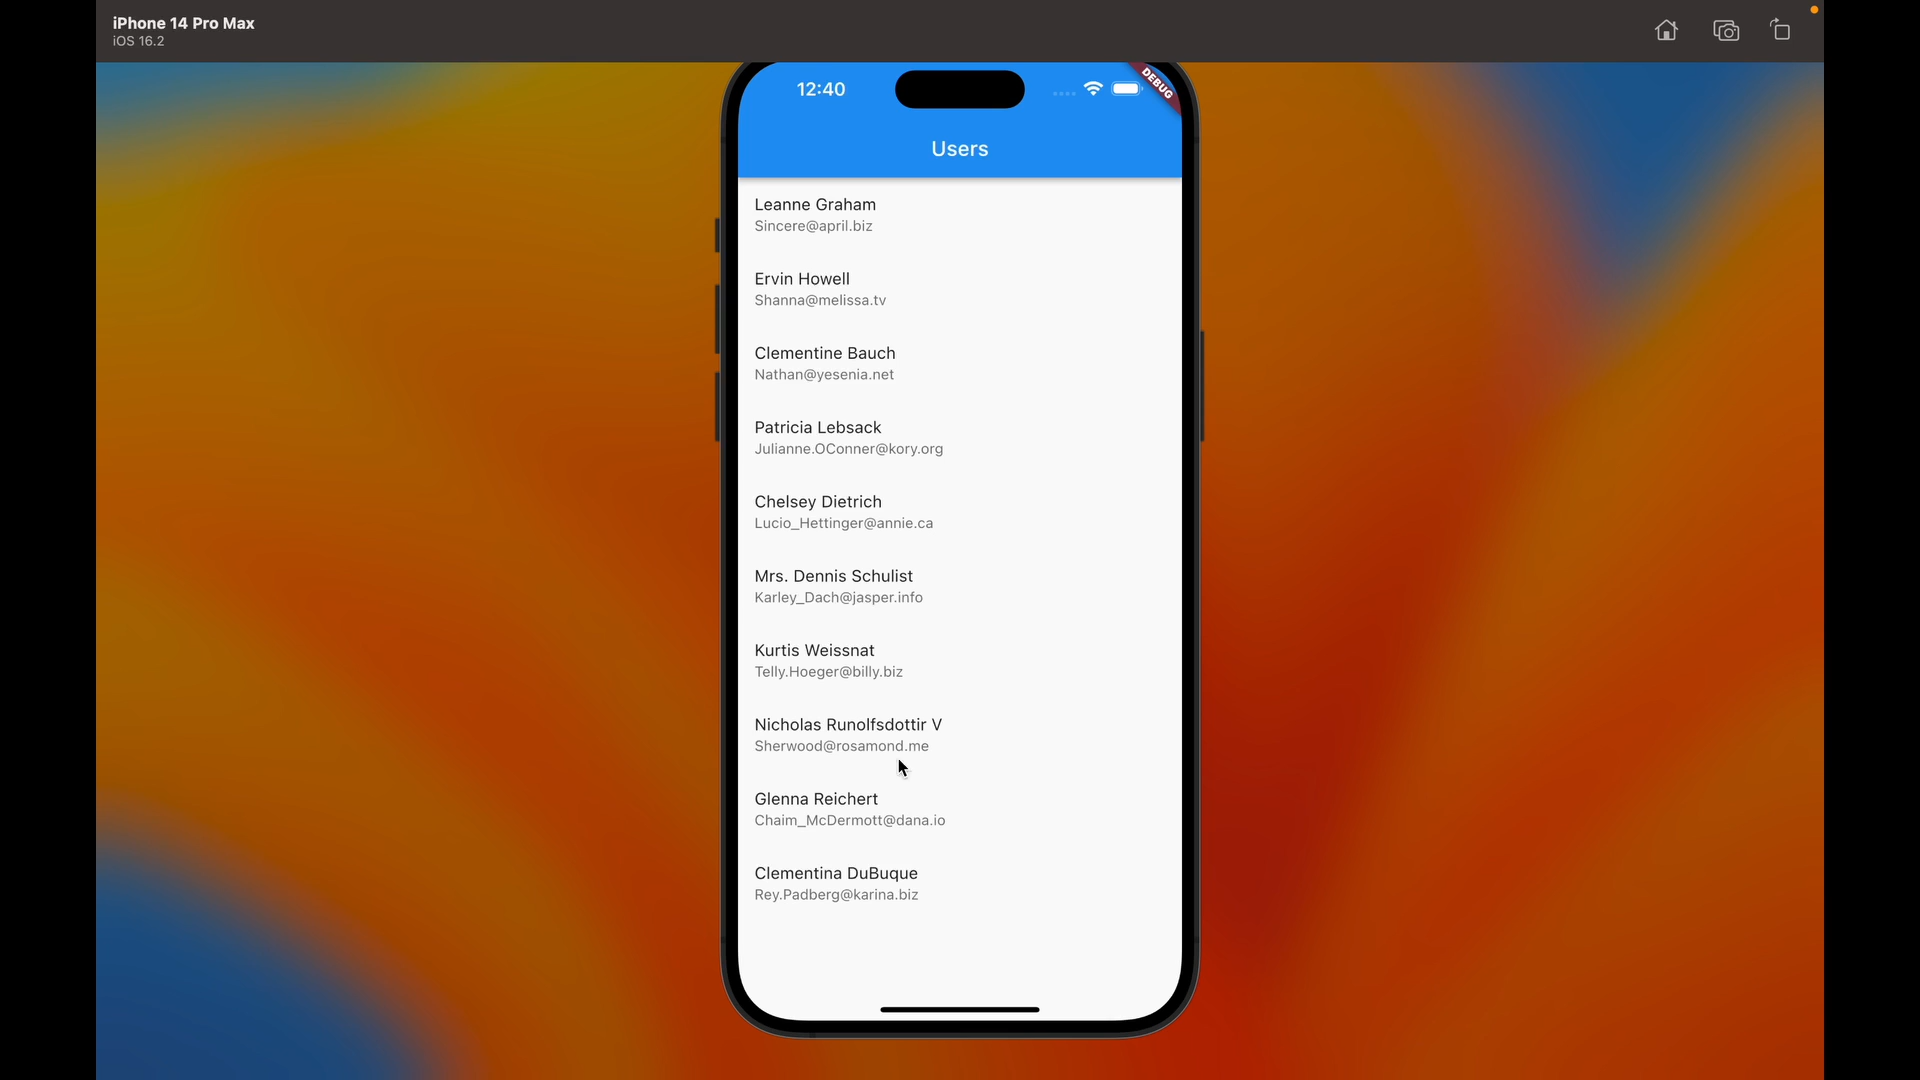 iPhone 14 Pro Max
iOS 16.2
12:40
DEBUG
Users
Leanne Graham
Sincere@april.biz
Ervin Howell
Shanna@melissa.tv
Clementine Bauch
Nathan@yesenia.net
Patricia Lebsack
Julianne.OConner@kory.org
Chelsey Dietrich
Lucio_Hettinger@annie.ca
Mrs. Dennis Schulist
Karley_Dach@jasper.info
Kurtis Weissnat
Telly.Hoeger@billy.biz
Nicholas Runolfsdottir V
Sherwood@rosamond.me
Glenna Reichert
Chaim_McDermott@dana.io
Clementina DuBuque
Rey.Padberg@karina.biz